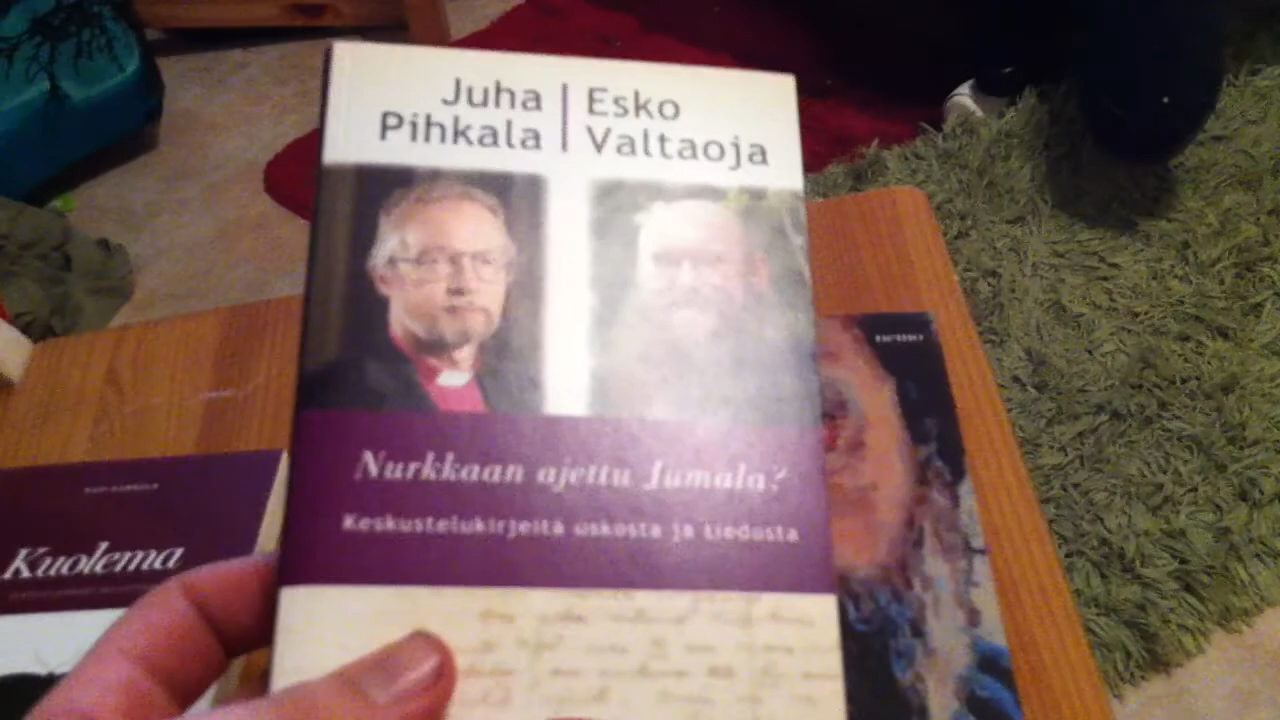 Juha
Pihkala
Esko
Valtaoja
Nurkkaan ajettu Jumala?
Keskustelukirjeitä uskosta ja tiedosta
Kuolema